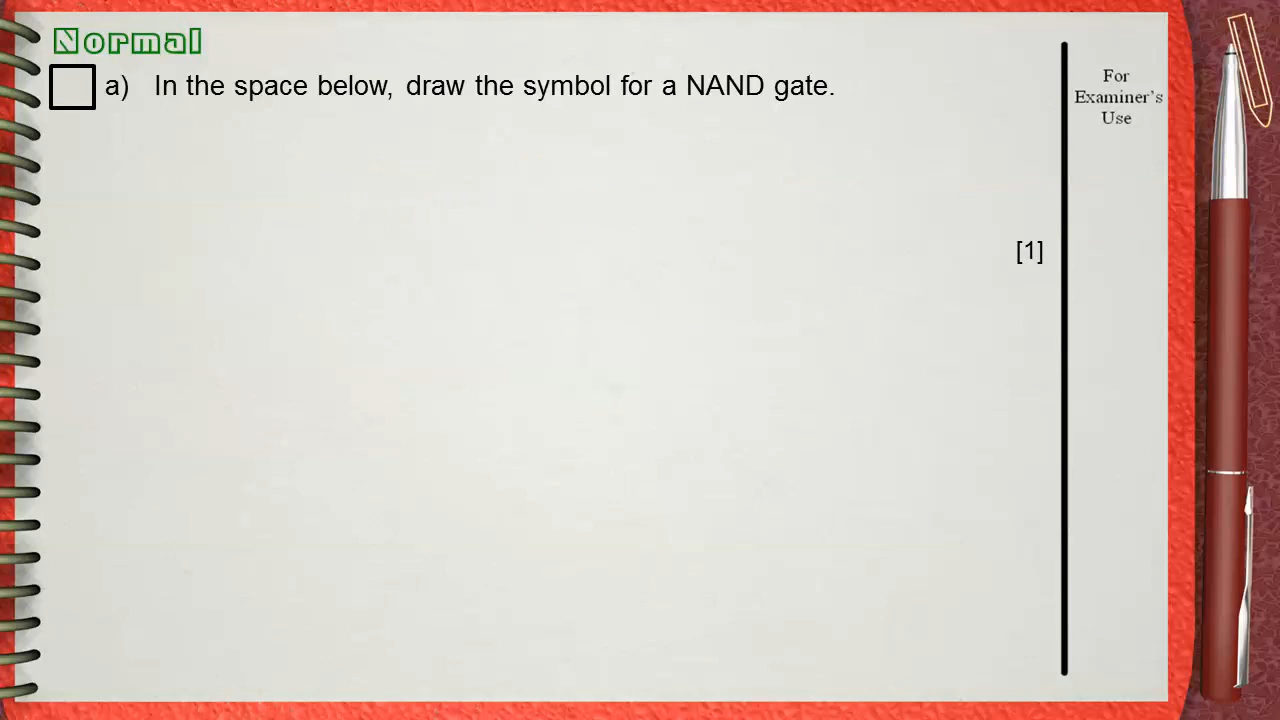 Normal
a) In the space below, draw the symbol for a NAND gate.
For
Examiner's
Use
[1]